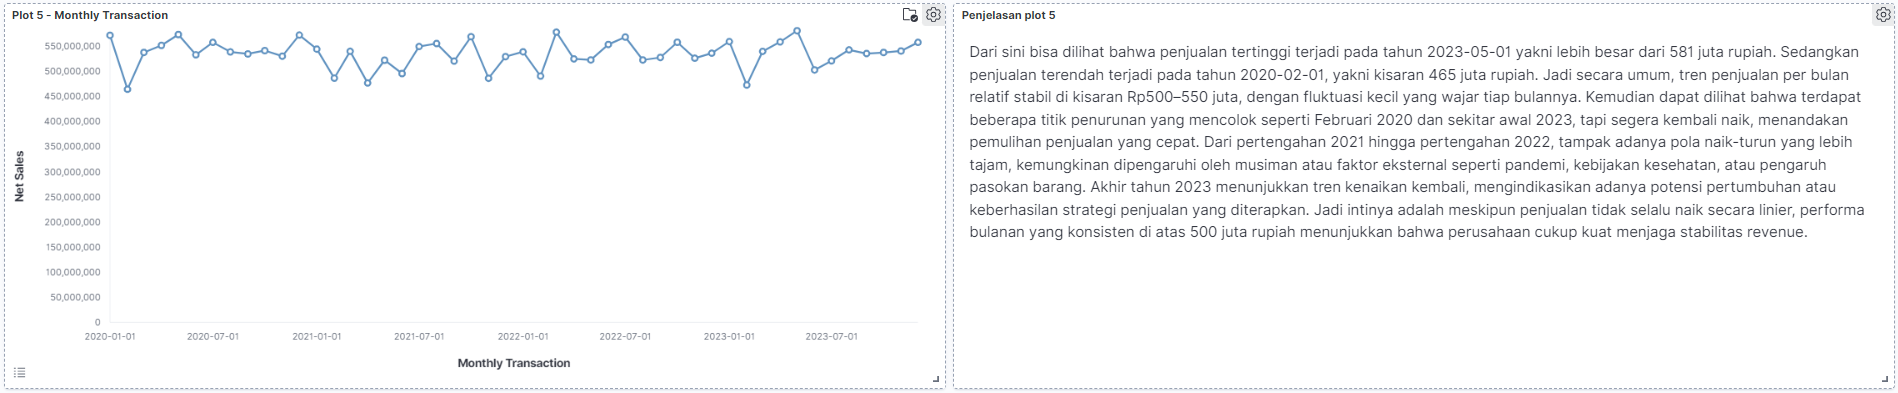 Plot 5 - Monthly Transaction
550,000,000
500,000,000
450,000,000
400,000,000
350,000,000
300,000,000
250,000,000
200,000,000
150,000,000
100,000,000
50,000,000
0
Net Sales
2020-01-01 2020-07-01 2021-01-01 2021-07-01 2022-01-01 2022-07-01 2023-01-01 2023-07-01
Monthly Transaction
Penjelasan plot 5
Dari sini bisa dilihat bahwa penjualan tertinggi terjadi pada tahun 2023-05-01 yakni lebih besar dari 581 juta rupiah. Sedangkan
penjualan terendah terjadi pada tahun 2020-02-01, yakni kisaran 465 juta rupiah. Jadi secara umum, tren penjualan per bulan
relatif stabil di kisaran Rp500–550 juta, dengan fluktuasi kecil yang wajar tiap bulannya. Kemudian dapat dilihat bahwa terdapat
beberapa titik penurunan yang mencolok seperti Februari 2020 dan sekitar awal 2023, tapi segera kembali naik, menandakan
pemulihan penjualan yang cepat. Dari pertengahan 2021 hingga pertengahan 2022, tampak adanya pola naik-turun yang lebih
tajam, kemungkinan dipengaruhi oleh musiman atau faktor eksternal seperti pandemi, kebijakan kesehatan, atau pengaruh
pasokan barang. Akhir tahun 2023 menunjukkan tren kenaikan kembali, mengindikasikan adanya potensi pertumbuhan atau
keberhasilan strategi penjualan yang diterapkan. Jadi intinya adalah meskipun penjualan tidak selalu naik secara linier, performa
bulanan yang konsisten di atas 500 juta rupiah menunjukkan bahwa perusahaan cukup kuat menjaga stabilitas revenue.